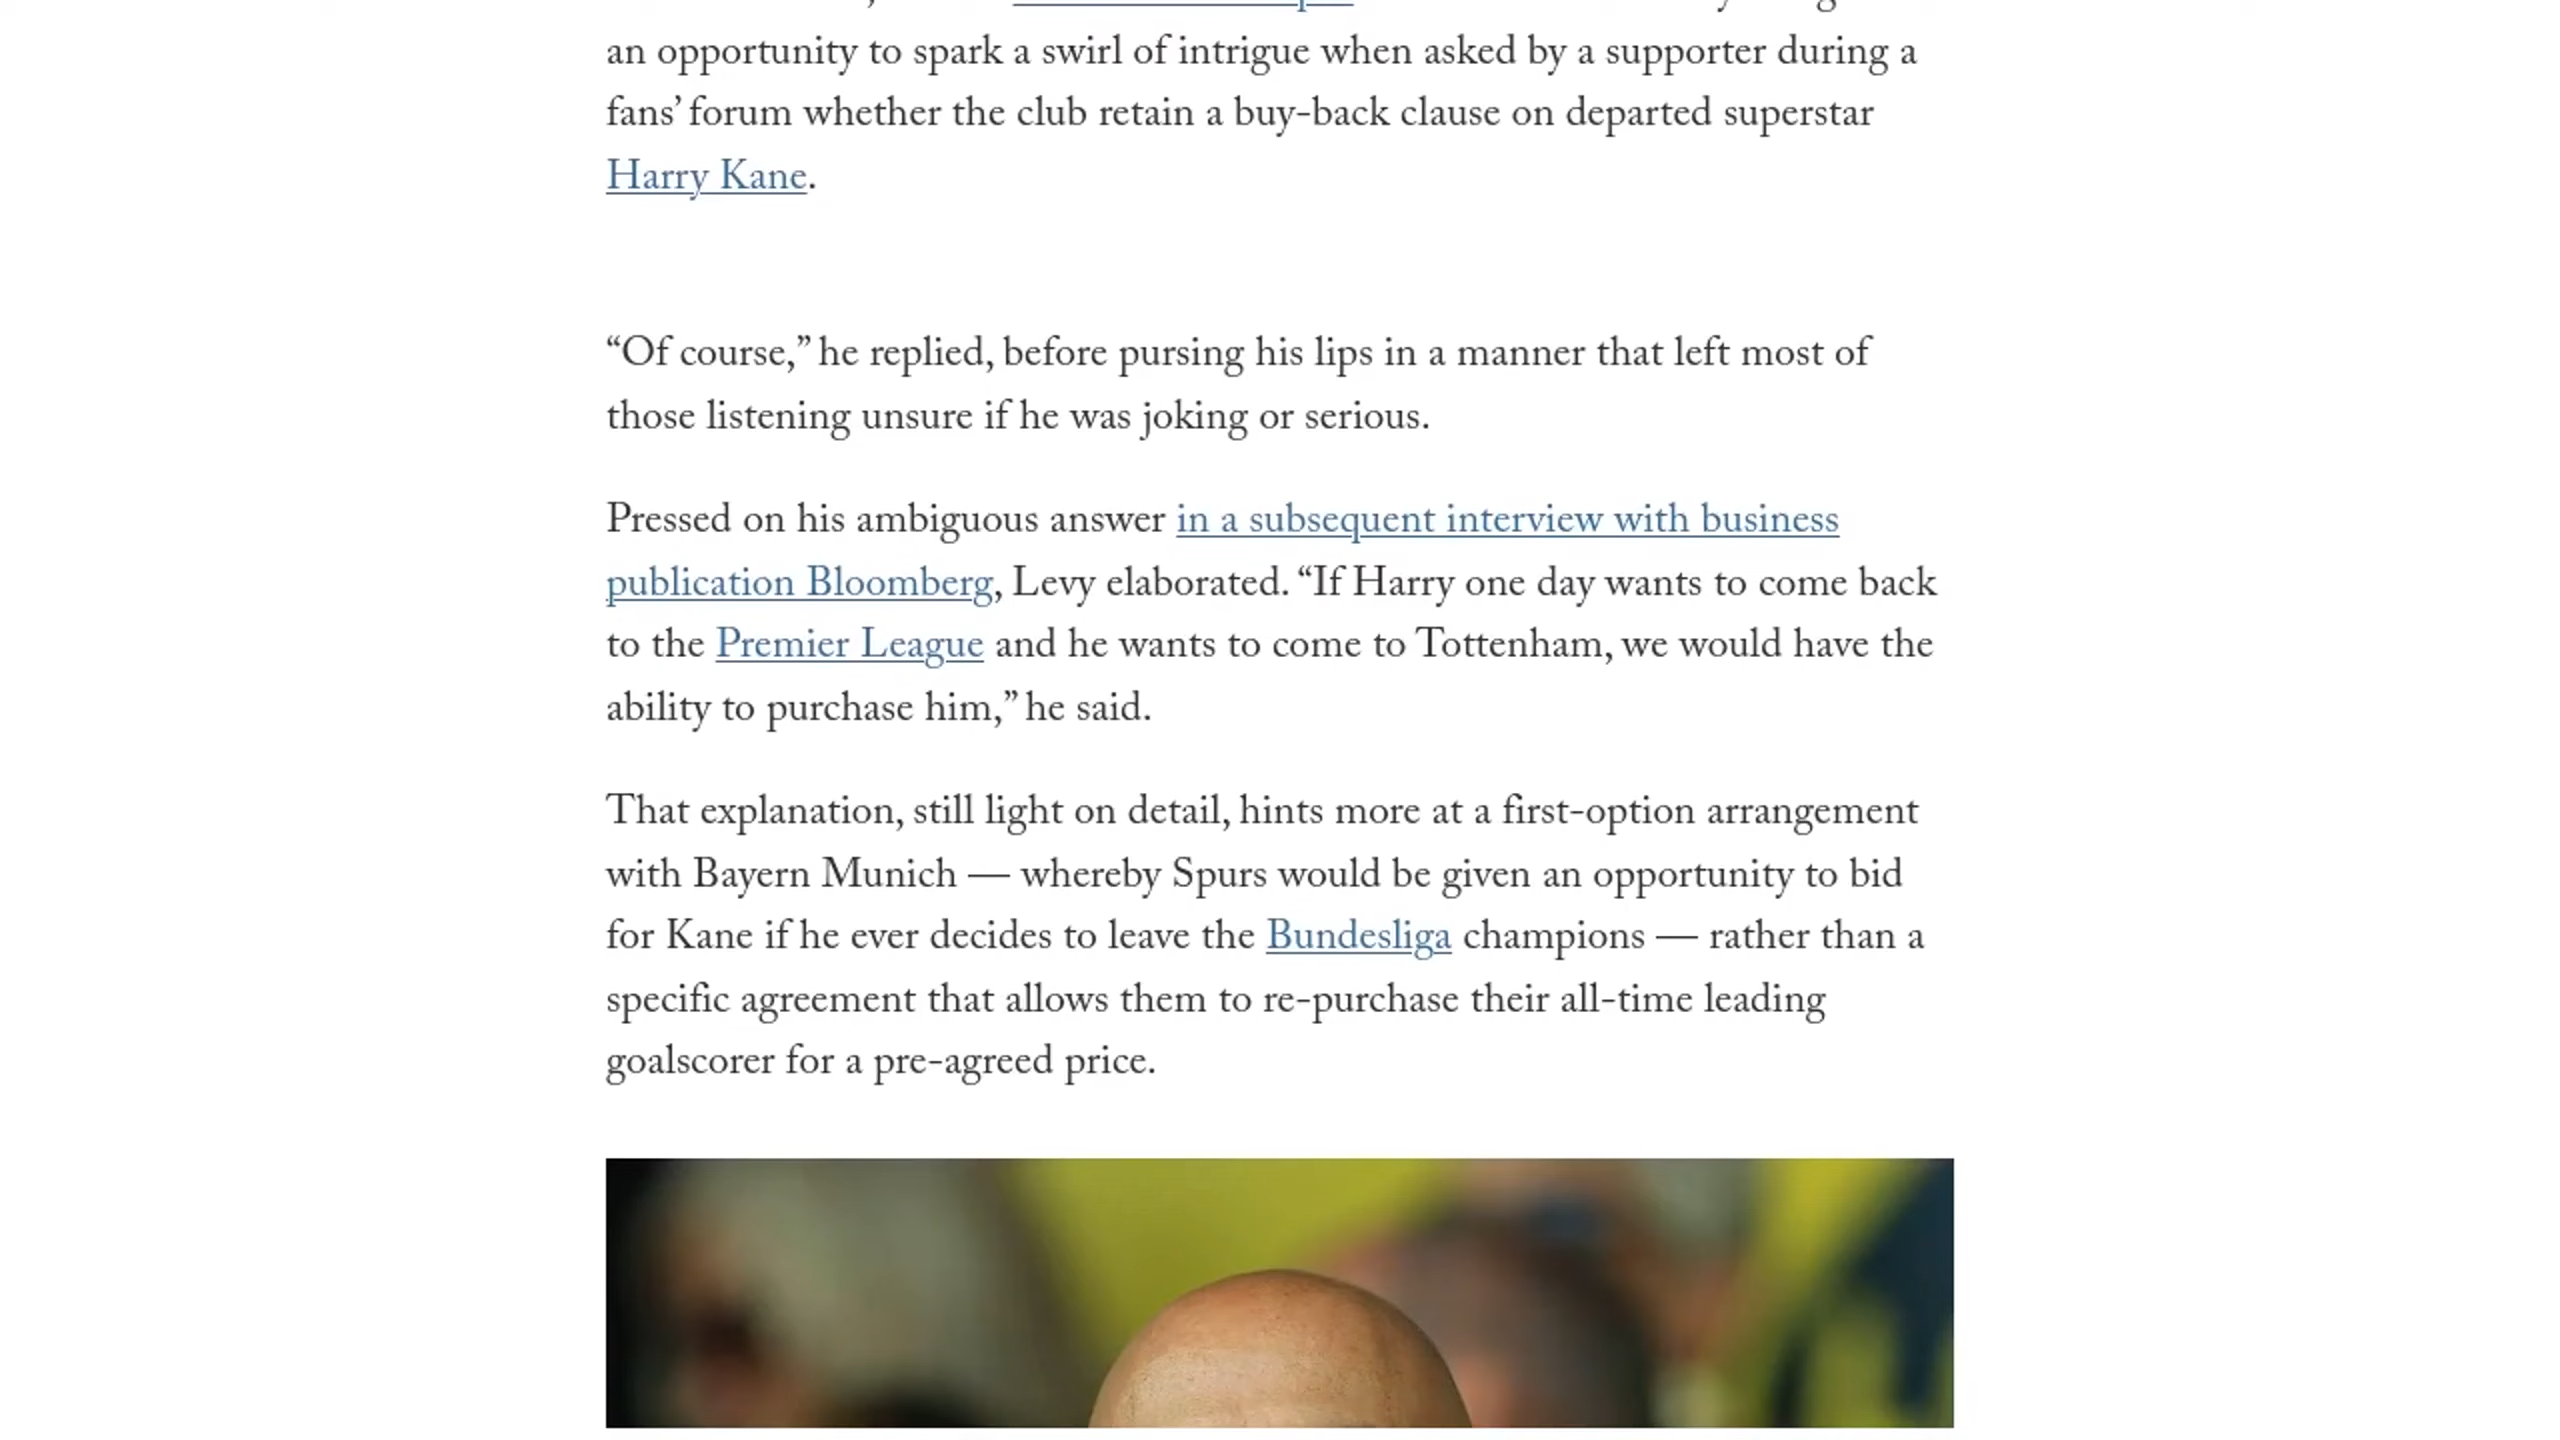 an opportunity to spark a swirl of intrigue when asked by a supporter during a
fans’ forum whether the club retain a buy-back clause on departed superstar
Harry Kane.
“Of course,” he replied, before pursing his lips in a manner that left most of
those listening unsure if he was joking or serious.
Pressed on his ambiguous answer in a subsequent interview with business
publication Bloomberg, Levy elaborated. “If Harry one day wants to come back
to the Premier League and he wants to come to Tottenham, we would have the
ability to purchase him,” he said.
That explanation, still light on detail, hints more at a first-option arrangement
with Bayern Munich — whereby Spurs would be given an opportunity to bid
for Kane if he ever decides to leave the Bundesliga champions — rather than a
specific agreement that allows them to re-purchase their all-time leading
goalscorer for a pre-agreed price.